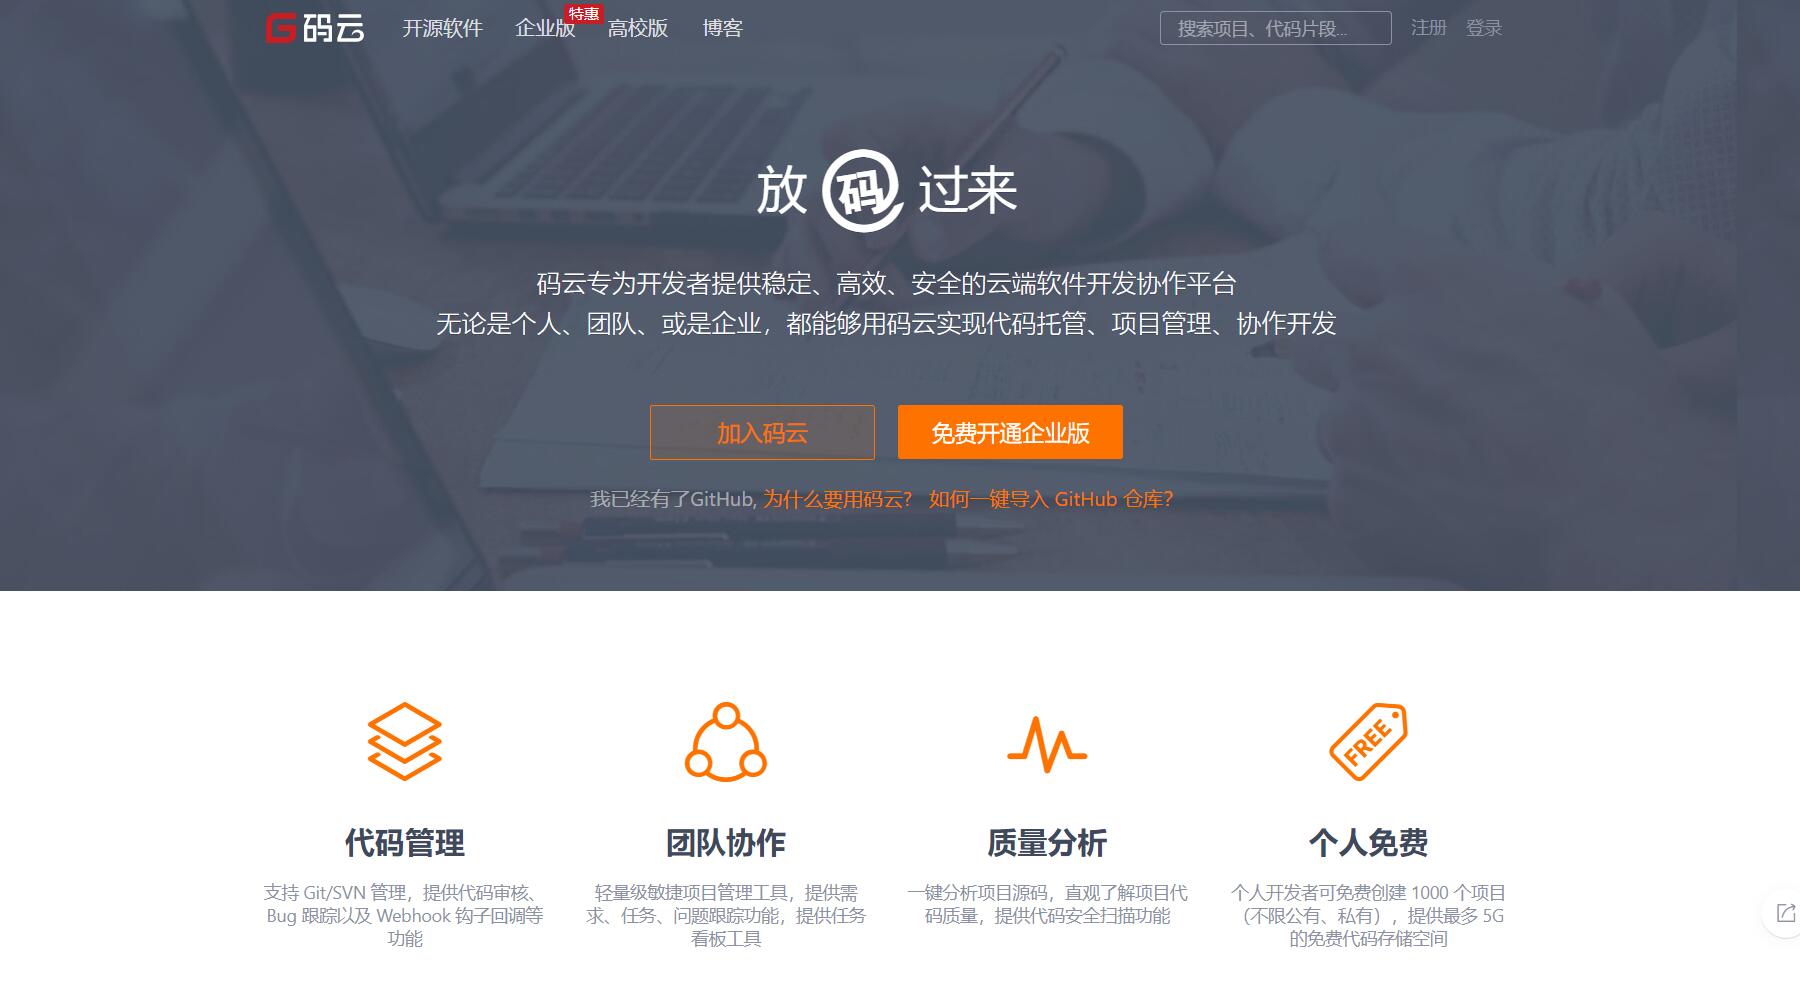 G 码云 开源软件 企业版 特惠 高校版 博客 搜索项目、代码片段... 注册 登录
放 码 过来
码云专为开发者提供稳定、高效、安全的云端软件开发协作平台
无论是个人、团队、或是企业，都能够用码云实现代码托管、项目管理、协作开发
加入码云 免费开通企业版
我已经有了GitHub, 为什么要用码云? 如何一键导入 GitHub 仓库?
FREE
代码管理
支持 Git/SVN 管理，提供代码审核、
Bug 跟踪以及 Webhook 钩子回调等
功能
团队协作
轻量级敏捷项目管理工具，提供需
求、任务、问题跟踪功能，提供任务
看板工具
质量分析
一键分析项目源码，直观了解项目代
码质量，提供代码安全扫描功能
个人免费
个人开发者可免费创建 1000 个项目
（不限公有、私有），提供最多 5G
的免费代码存储空间